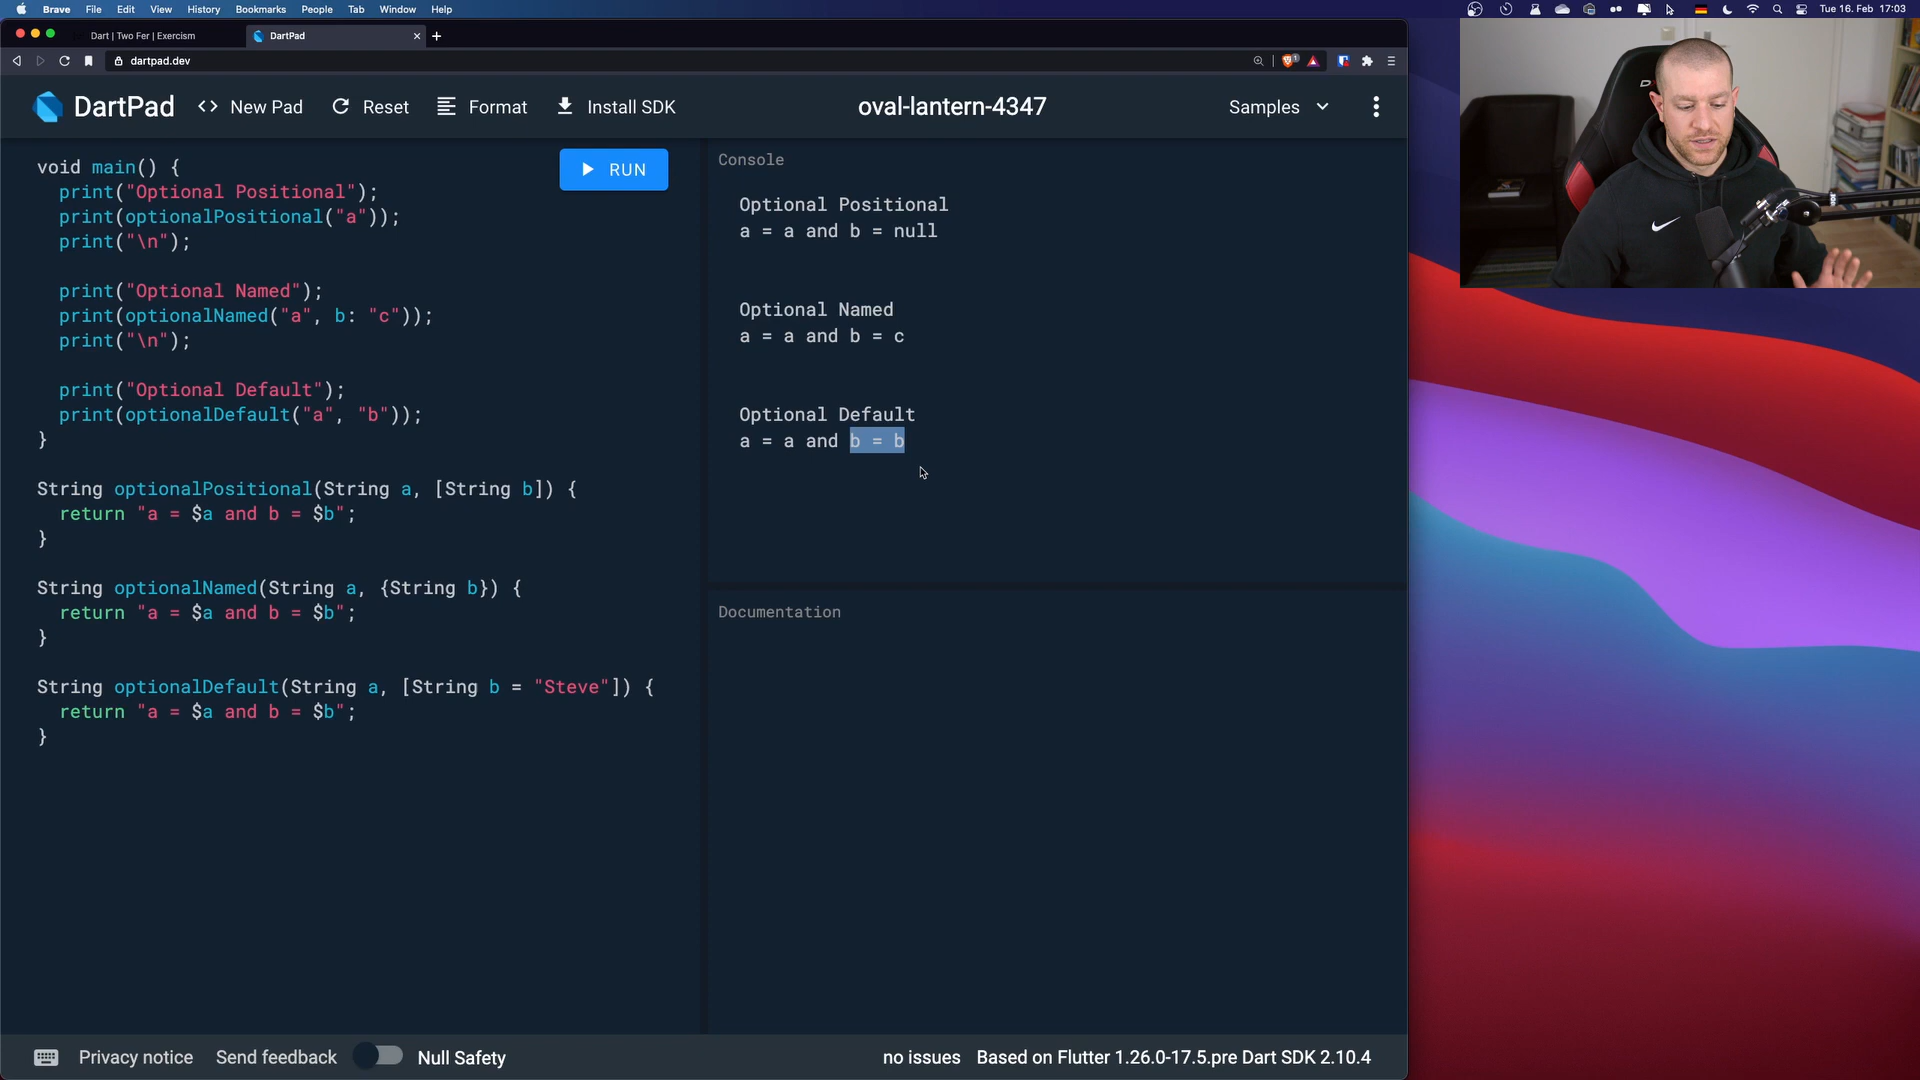 Brave File Edit View History Bookmarks People Tab Window Help
Tue 16. Feb 17:03
Dart | Two Fer | Exercism
DartPad
dartpad.dev
DartPad
<> New Pad
Reset
Format
Install SDK
oval-lantern-4347
Samples
RUN
void main() {
  print("Optional Positional");
  print(optionalPositional("a"));
  print("\n");
  print("Optional Named");
  print(optionalNamed("a", b: "c"));
  print("\n");
  print("Optional Default");
  print(optionalDefault("a", "b"));
}
String optionalPositional(String a, [String b]) {
  return "a = $a and b = $b";
}
String optionalNamed(String a, {String b}) {
  return "a = $a and b = $b";
}
String optionalDefault(String a, [String b = "Steve"]) {
  return "a = $a and b = $b";
}
Console
Optional Positional
a = a and b = null
Optional Named
a = a and b = c
Optional Default
a = a and b = b
Documentation
Privacy notice
Send feedback
Null Safety
no issues
Based on Flutter 1.26.0-17.5.pre Dart SDK 2.10.4